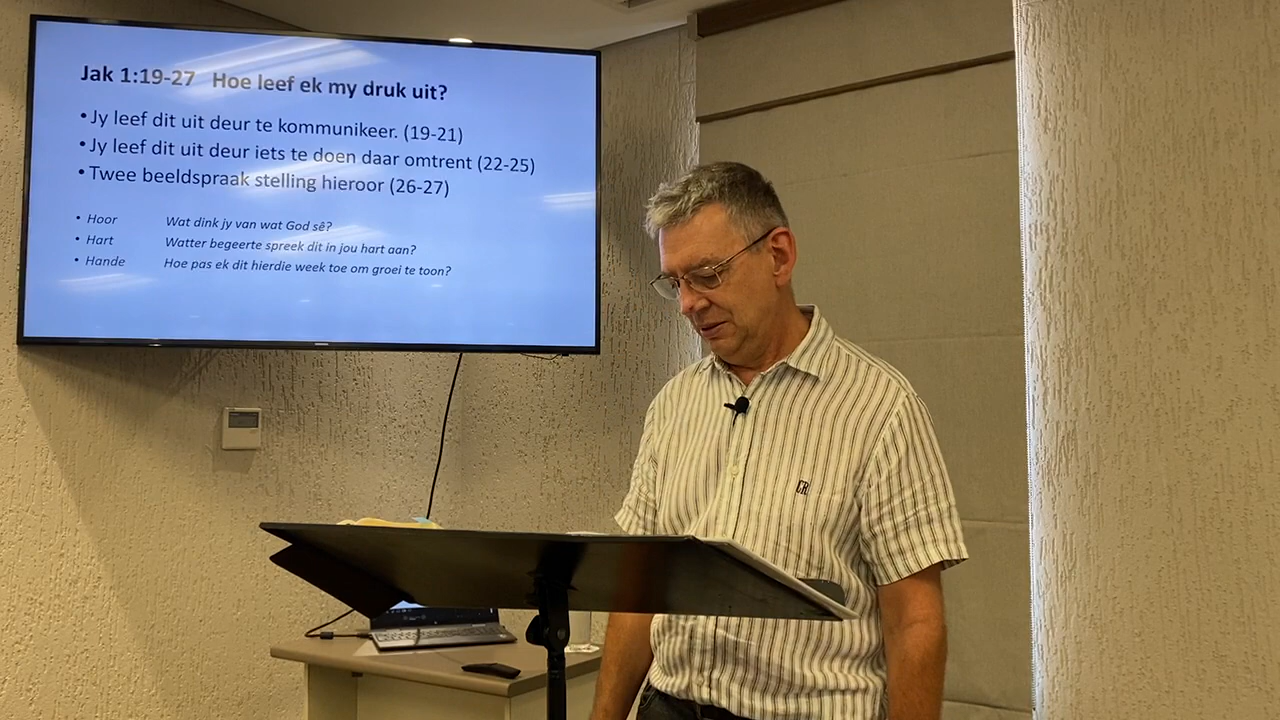 Jak 1:19-27 Hoe leef ek my druk uit?
• Jy leef dit uit deur te kommunikeer. (19-21)
• Jy leef dit uit deur iets te doen daar omtrent (22-25)
• Twee beeldspraak stelling hieroor (26-27)
• Hoor Wat dink jy van wat God sê?
• Hart Watter begeerte spreek dit in jou hart aan?
• Hande Hoe pas ek dit hierdie week toe om groei te toon?
CR